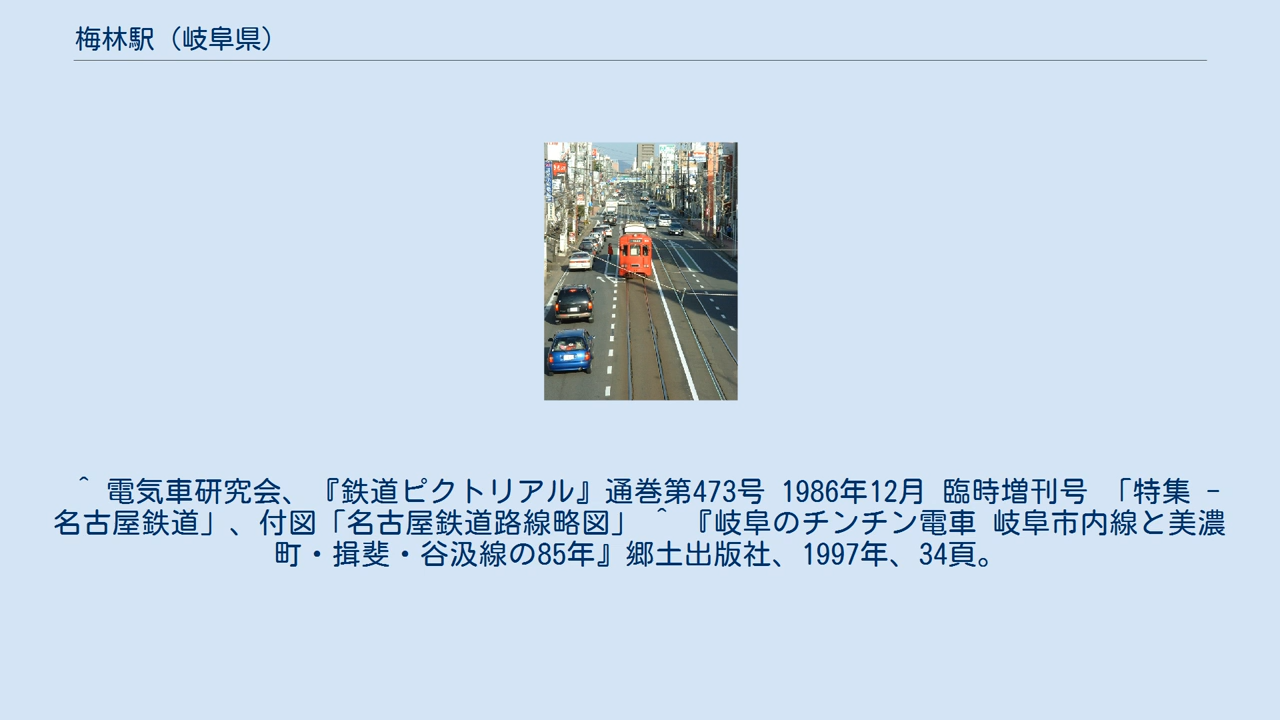 梅林駅（岐阜県）
^ 電気車研究会、『鉄道ピクトリアル』通巻第473号 1986年12月 臨時増刊号 「特集 -
名古屋鉄道」、付図「名古屋鉄道路線略図」 ^ 『岐阜のチンチン電車 岐阜市内線と美濃
町・揖斐・谷汲線の85年』郷土出版社、1997年、34頁。